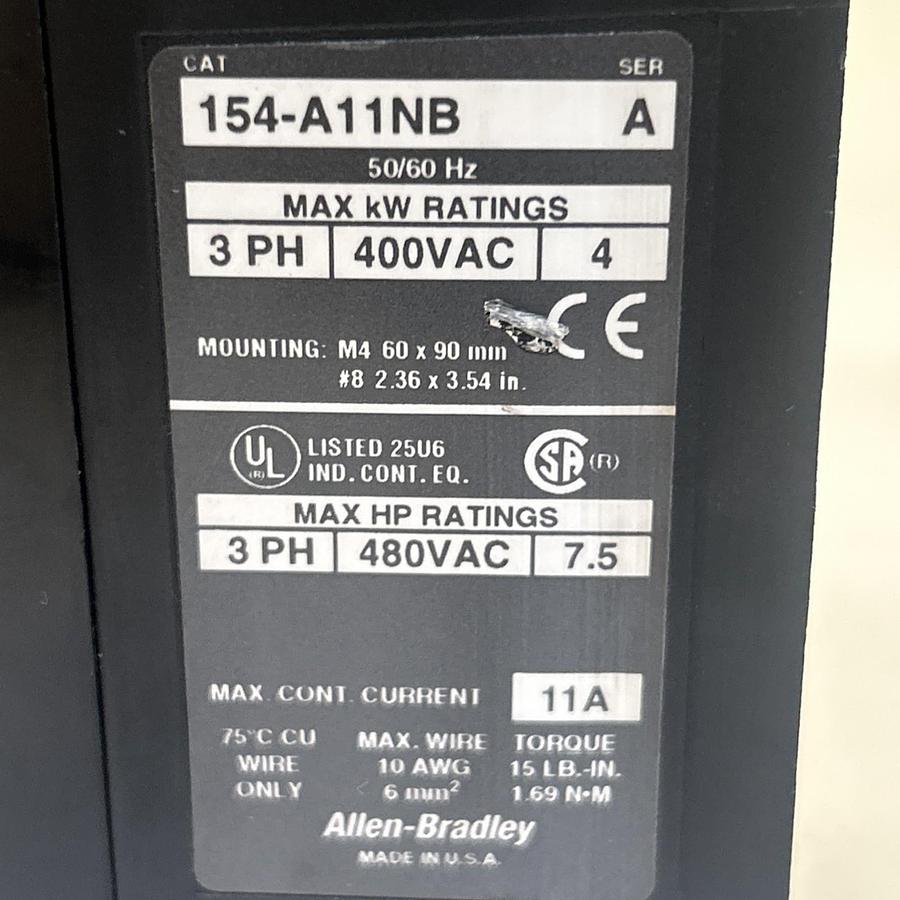 CAT SER
154-A11NB A
50/60 Hz
MAX kW RATINGS
3 PH 400VAC 4
CE
MOUNTING: M4 60 x 90 mm
#8 2.36 x 3.54 in.
UL (R) LISTED 25U6
IND. CONT. EQ.
SA (R)
MAX HP RATINGS
3 PH 480VAC 7.5
MAX. CONT. CURRENT 11A
75°C CU MAX. WIRE TORQUE
WIRE 10 AWG 15 LB.-IN.
ONLY 6 mm² 1.69 N•M
Allen-Bradley
MADE IN U.S.A.